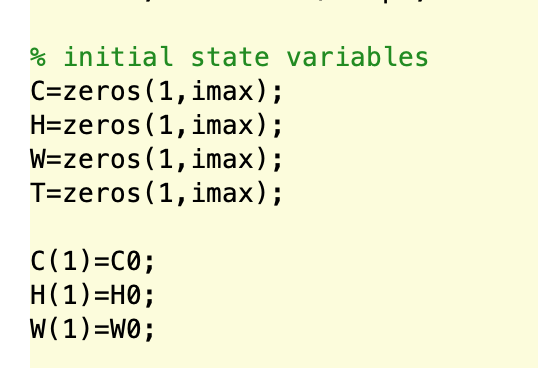 % initial state variables
C=zeros(1,imax);
H=zeros(1,imax);
W=zeros(1,imax);
T=zeros(1,imax);
C(1)=C0;
H(1)=H0;
W(1)=W0;